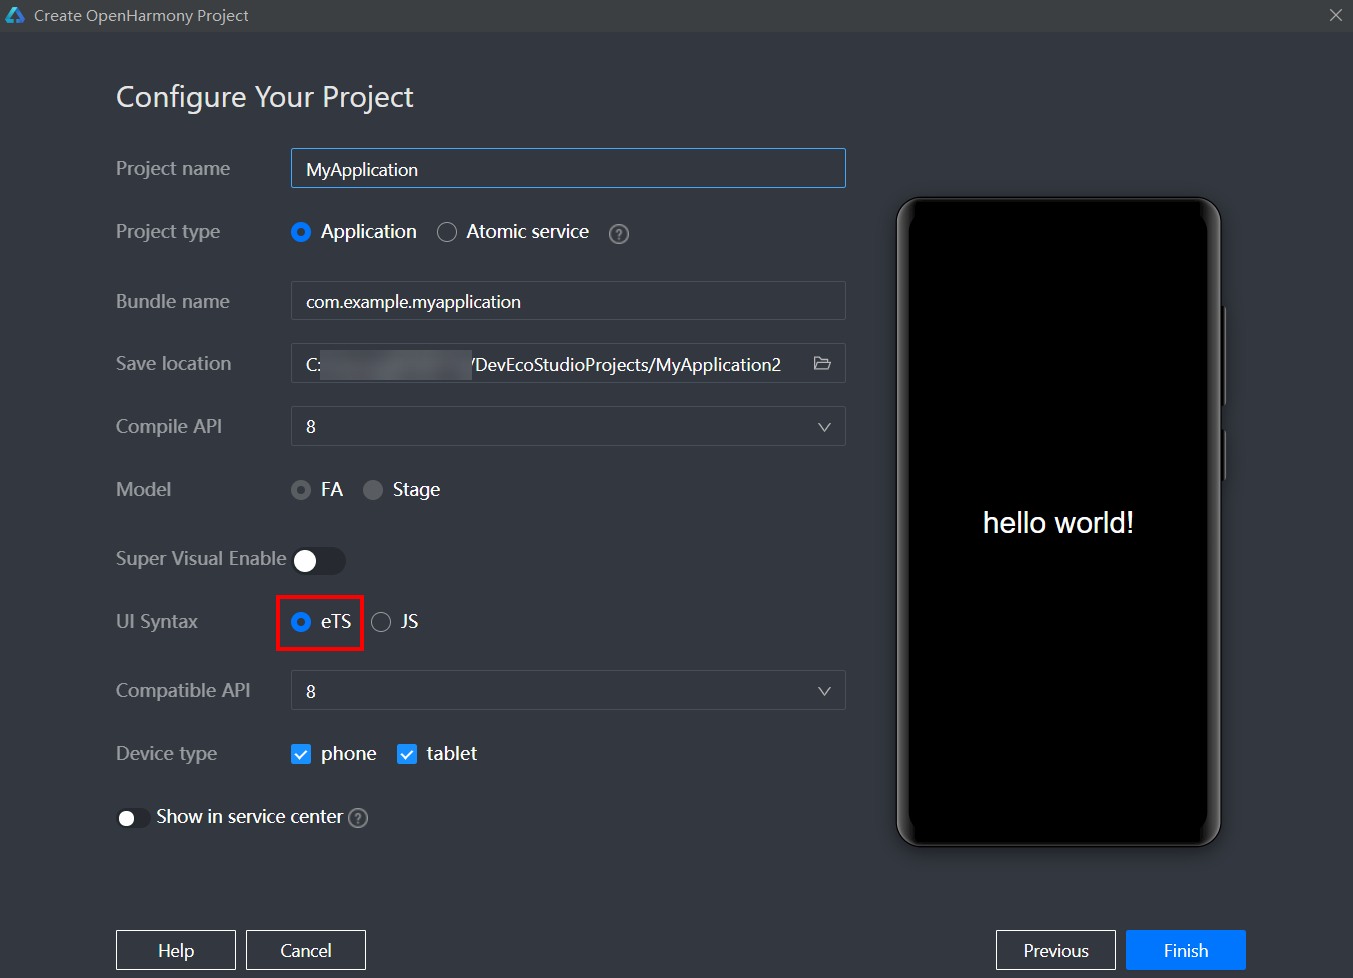 Create OpenHarmony Project
Configure Your Project
Project name MyApplication
Project type Application Atomic service ?
Bundle name com.example.myapplication
Save location C: /DevEcoStudioProjects/MyApplication2
Compile API 8
Model FA Stage
hello world!
Super Visual Enable
UI Syntax eTS JS
Compatible API 8
Device type phone tablet
Show in service center ?
Help Cancel Previous Finish